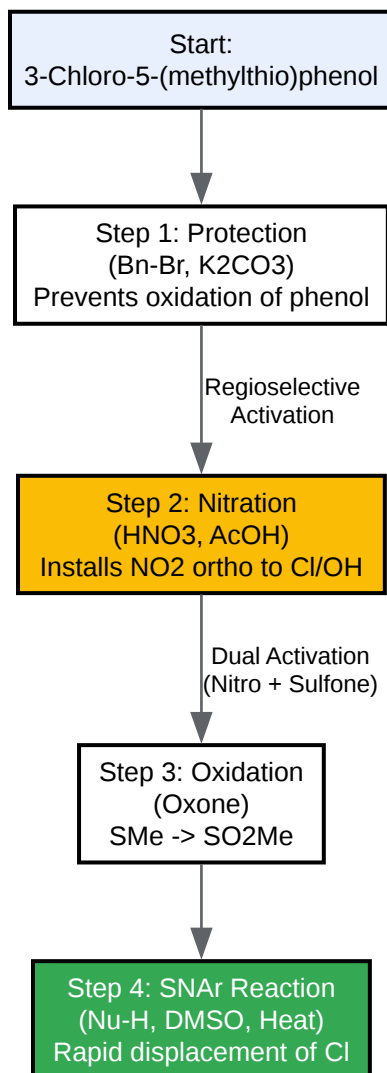 Start:
3-Chloro-5-(methylthio)phenol
Step 1: Protection
(Bn-Br, K2CO3)
Prevents oxidation of phenol
Regioselective
Activation
Step 2: Nitration
(HNO3, AcOH)
Installs NO2 ortho to Cl/OH
Dual Activation
(Nitro + Sulfone)
Step 3: Oxidation
(Oxone)
SMe -> SO2Me
Step 4: SNAr Reaction
(Nu-H, DMSO, Heat)
Rapid displacement of Cl